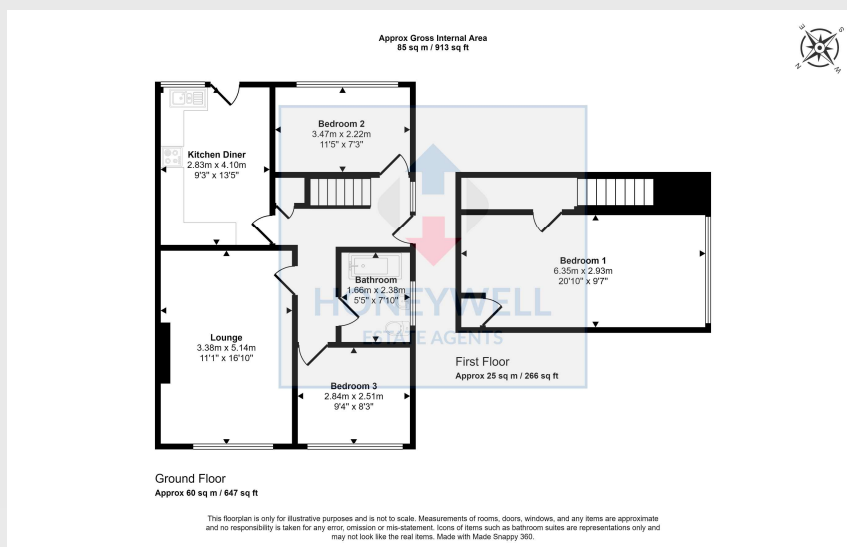 Approx Gross Internal Area
85 sq m / 913 sq ft
E
S
N
W
Bedroom 2
3.47m x 2.22m
11'5" x 7'3"
Kitchen Diner
2.83m x 4.10m
9'3" x 13'5"
Bedroom 1
6.35m x 2.93m
20'10" x 9'7"
Bathroom
1.66m x 2.38m
5'5" x 7'10"
HONEYWELL
ESTATE AGENTS
Lounge
3.38m x 5.14m
11'1" x 16'10"
First Floor
Approx 25 sq m / 266 sq ft
Bedroom 3
2.84m x 2.51m
9'4" x 8'3"
Ground Floor
Approx 60 sq m / 647 sq ft
This floorplan is only for illustrative purposes and is not to scale. Measurements of rooms, doors, windows, and any items are approximate
and no responsibility is taken for any error, omission or mis-statement. Icons of items such as bathroom suites are representations only and
may not look like the real items. Made with Made Snappy 360.